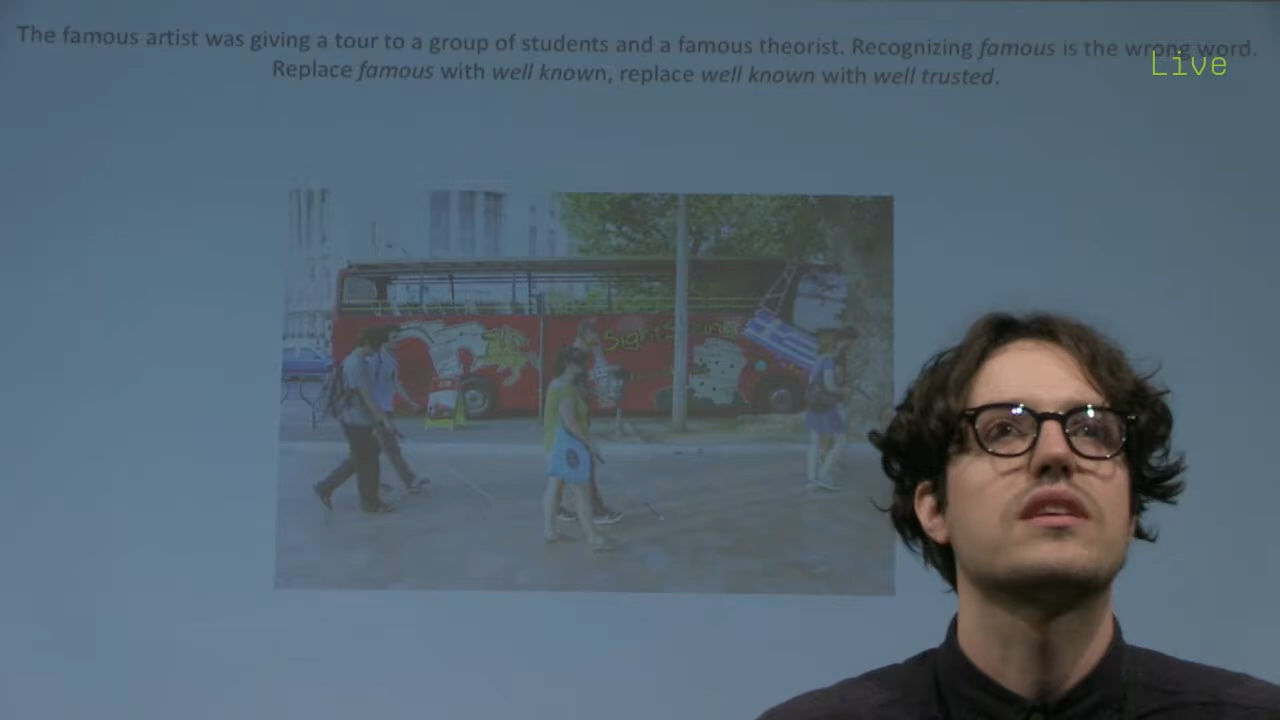 The famous artist was giving a tour to a group of students and a famous theorist. Recognizing famous is the wrong word.
Live
Replace famous with well known, replace well known with well trusted.
Sightseeing